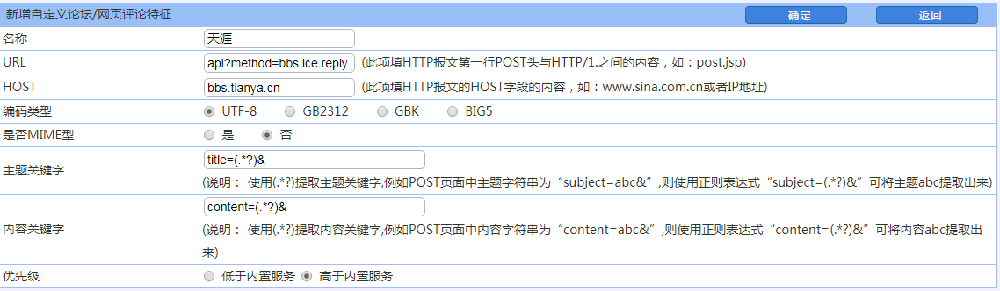 新增自定义论坛/网页评论特征 确定 返回
名称 天涯
URL api?method=bbs.ice.reply (此项填HTTP报文第一行POST头与HTTP/1.之间的内容，如：post.jsp)
HOST bbs.tianya.cn (此项填HTTP报文的HOST字段的内容，如：www.sina.com.cn或者IP地址)
编码类型 UTF-8 GB2312 GBK BIG5
是否MIME型 是 否
主题关键字 title=(.*?)&
(说明： 使用(.*?)提取主题关键字,例如POST页面中主题字符串为“subject=abc&”,则使用正则表达式“subject=(.*?)&”可将主题abc提取出来)
内容关键字 content=(.*?)&
(说明： 使用(.*?)提取内容关键字,例如POST页面中内容字符串为“content=abc&”,则使用正则表达式“content=(.*?)&”可将内容abc提取出
来)
优先级 低于内置服务 高于内置服务